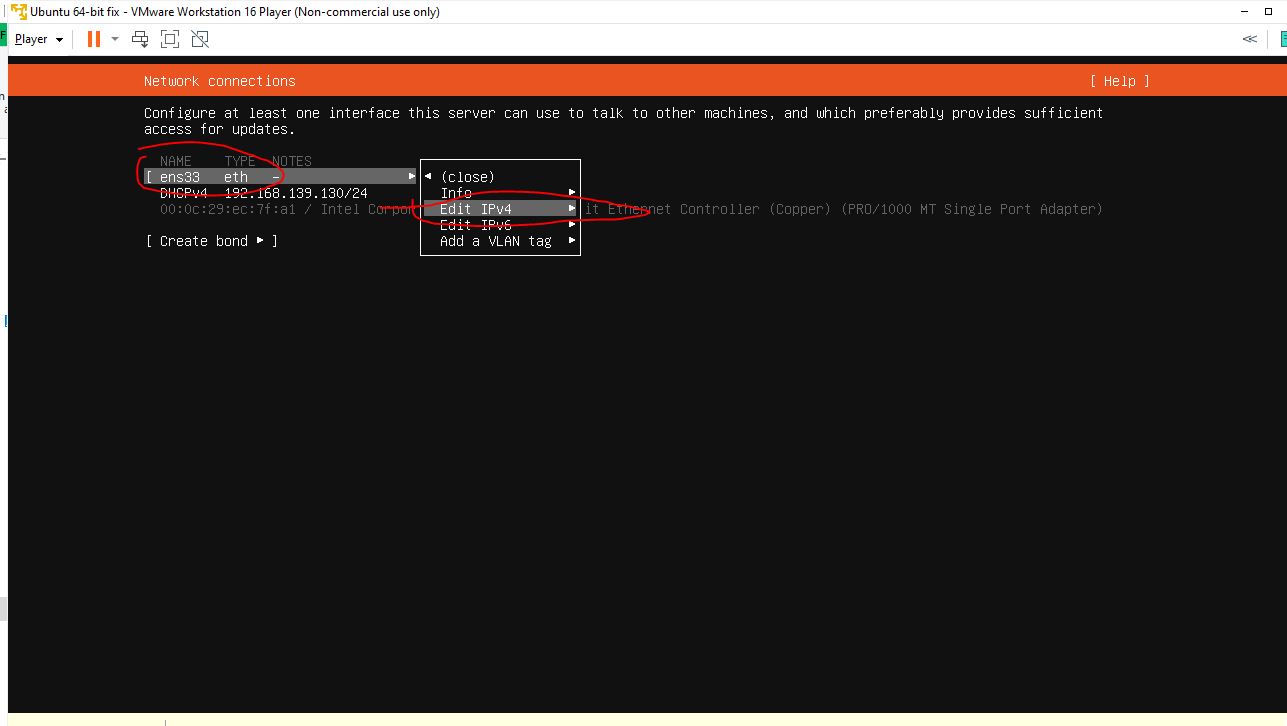 Ubuntu 64-bit fix - VMware Workstation 16 Player (Non-commercial use only)
Player
Network connections [ Help ]
Configure at least one interface this server can use to talk to other machines, and which preferably provides sufficient
access for updates.
NAME TYPE NOTES
[ ens33 eth - ▸ ◂ (close)
DHCPv4 192.168.139.130/24 Info ▸
00:0c:29:ec:7f:a1 / Intel Corpor Edit IPv4 ▸ it Ethernet Controller (Copper) (PRO/1000 MT Single Port Adapter)
Edit IPv6 ▸
[ Create bond ▸ ] Add a VLAN tag ▸